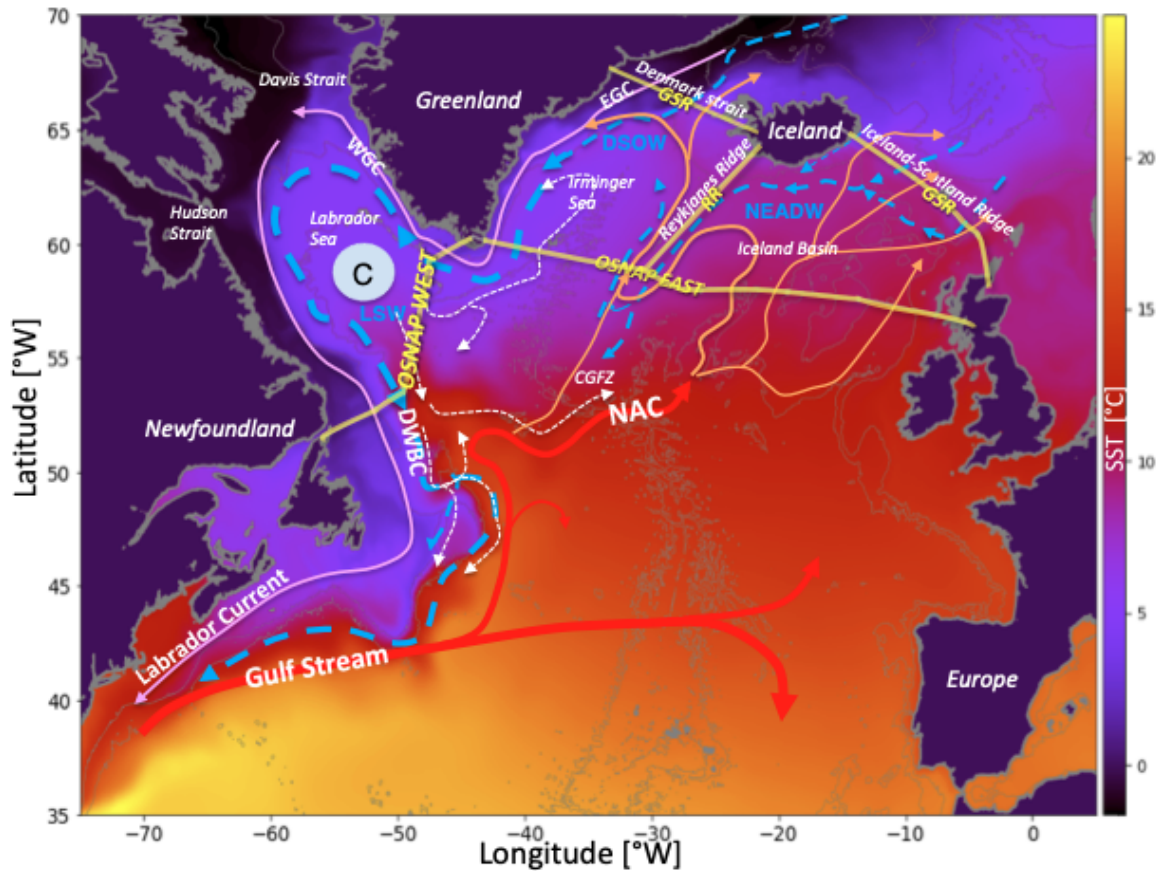 70
65
60
55
50
45
40
35
Latitude [°W]
−70
−60
−50
−40
−30
−20
−10
0
Longitude [°W]
20
15
10
5
0
SST [°C]
Davis Strait
Greenland
EGC
Denmark strait
GSR
Iceland
Iceland-Scotland Ridge
GSR
WGC
DSOW
Irminger
Sea
Reykjanes Ridge
RR
NEADW
Hudson
Strait
Labrador
Sea
Iceland Basin
C
LSW
OSNAP WEST
OSNAP EAST
CGFZ
NAC
Newfoundland
DWBC
Labrador Current
Gulf Stream
Europe